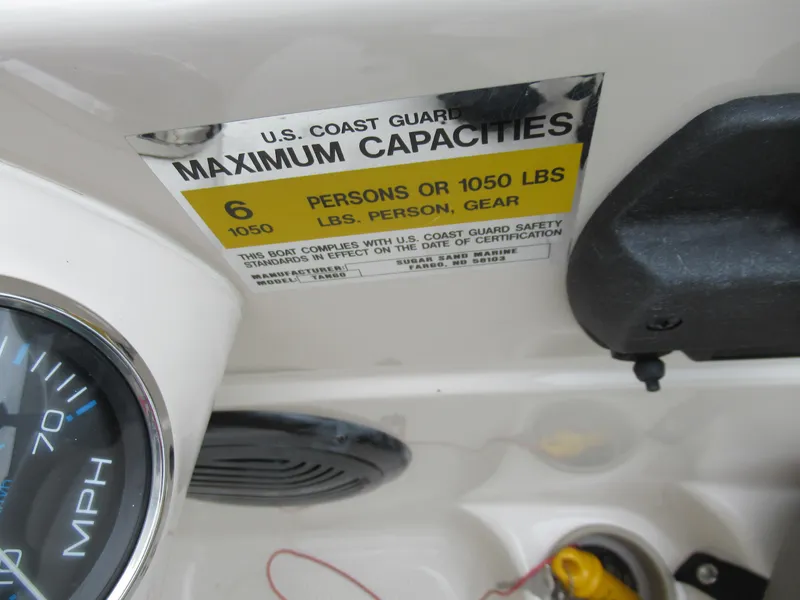 U.S. COAST GUARD
MAXIMUM CAPACITIES
6 PERSONS OR 1050 LBS
1050 LBS. PERSON, GEAR
THIS BOAT COMPLIES WITH U.S. COAST GUARD SAFETY
STANDARDS IN EFFECT ON THE DATE OF CERTIFICATION
MANUFACTURER: SUGAR SAND MARINE
MODEL: TANGO FARGO, ND 58103
70
MPH
10